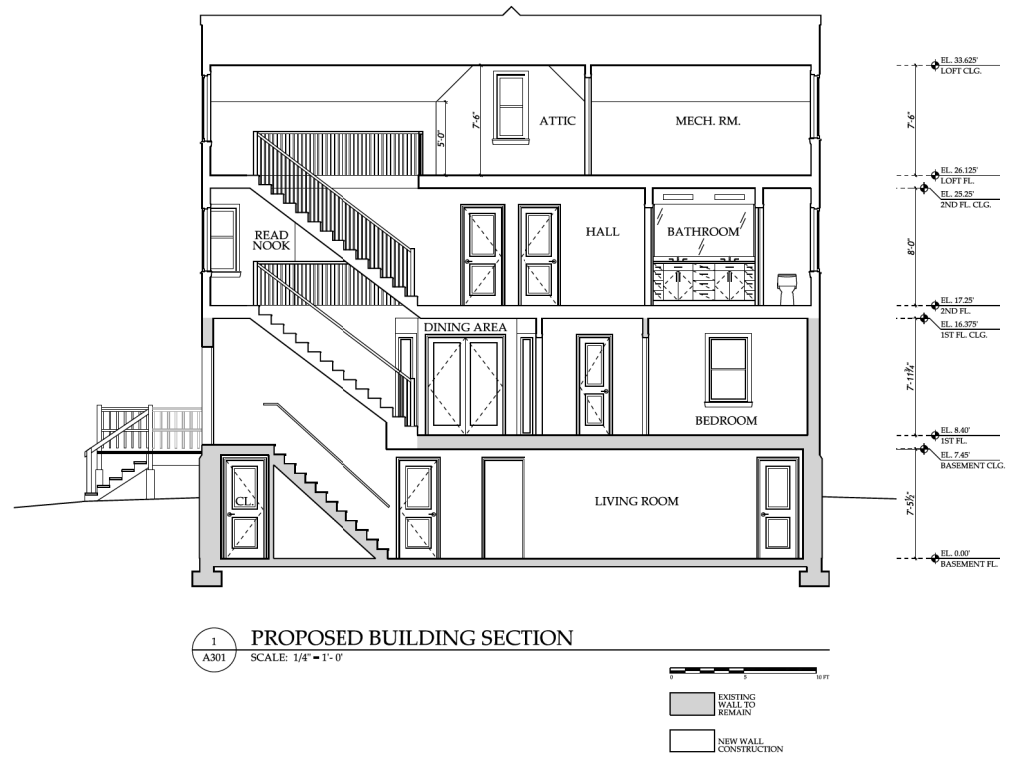 EL. 33.625'
LOFT CLG.
7'-6"
5'-0"
ATTIC
MECH. RM.
7'-6"
EL. 26.125'
LOFT FL.
EL. 25.25'
2ND FL. CLG.
READ
NOOK
HALL
BATHROOM
8'-0"
EL. 17.25'
2ND FL.
EL. 16.375'
1ST FL. CLG.
DINING AREA
7'-11¾"
BEDROOM
EL. 8.40'
1ST FL.
EL. 7.45'
BASEMENT CLG.
CL.
LIVING ROOM
7'-5½"
EL. 0.00'
BASEMENT FL.
1
A301
PROPOSED BUILDING SECTION
SCALE: 1/4" = 1'- 0'
0 5 10 FT
EXISTING
WALL TO
REMAIN
NEW WALL
CONSTRUCTION